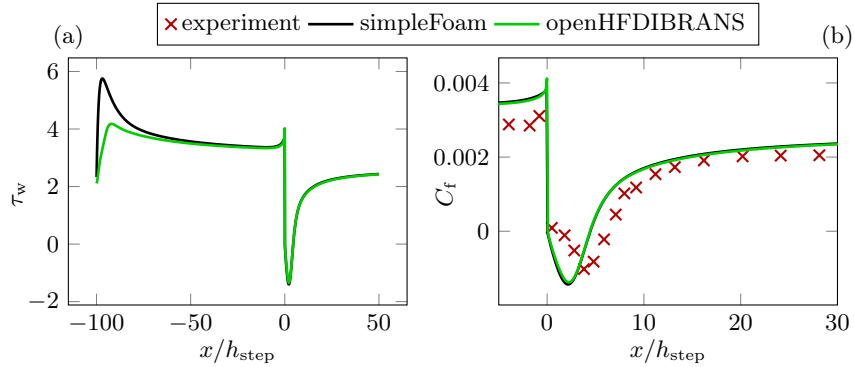 (a) experiment simpleFoam openHFDIBRANS (b)
6
4
2
0
−2
τw
−100 −50 0 50
x/hstep
0.004
0.002
0
Cf
0 10 20 30
x/hstep